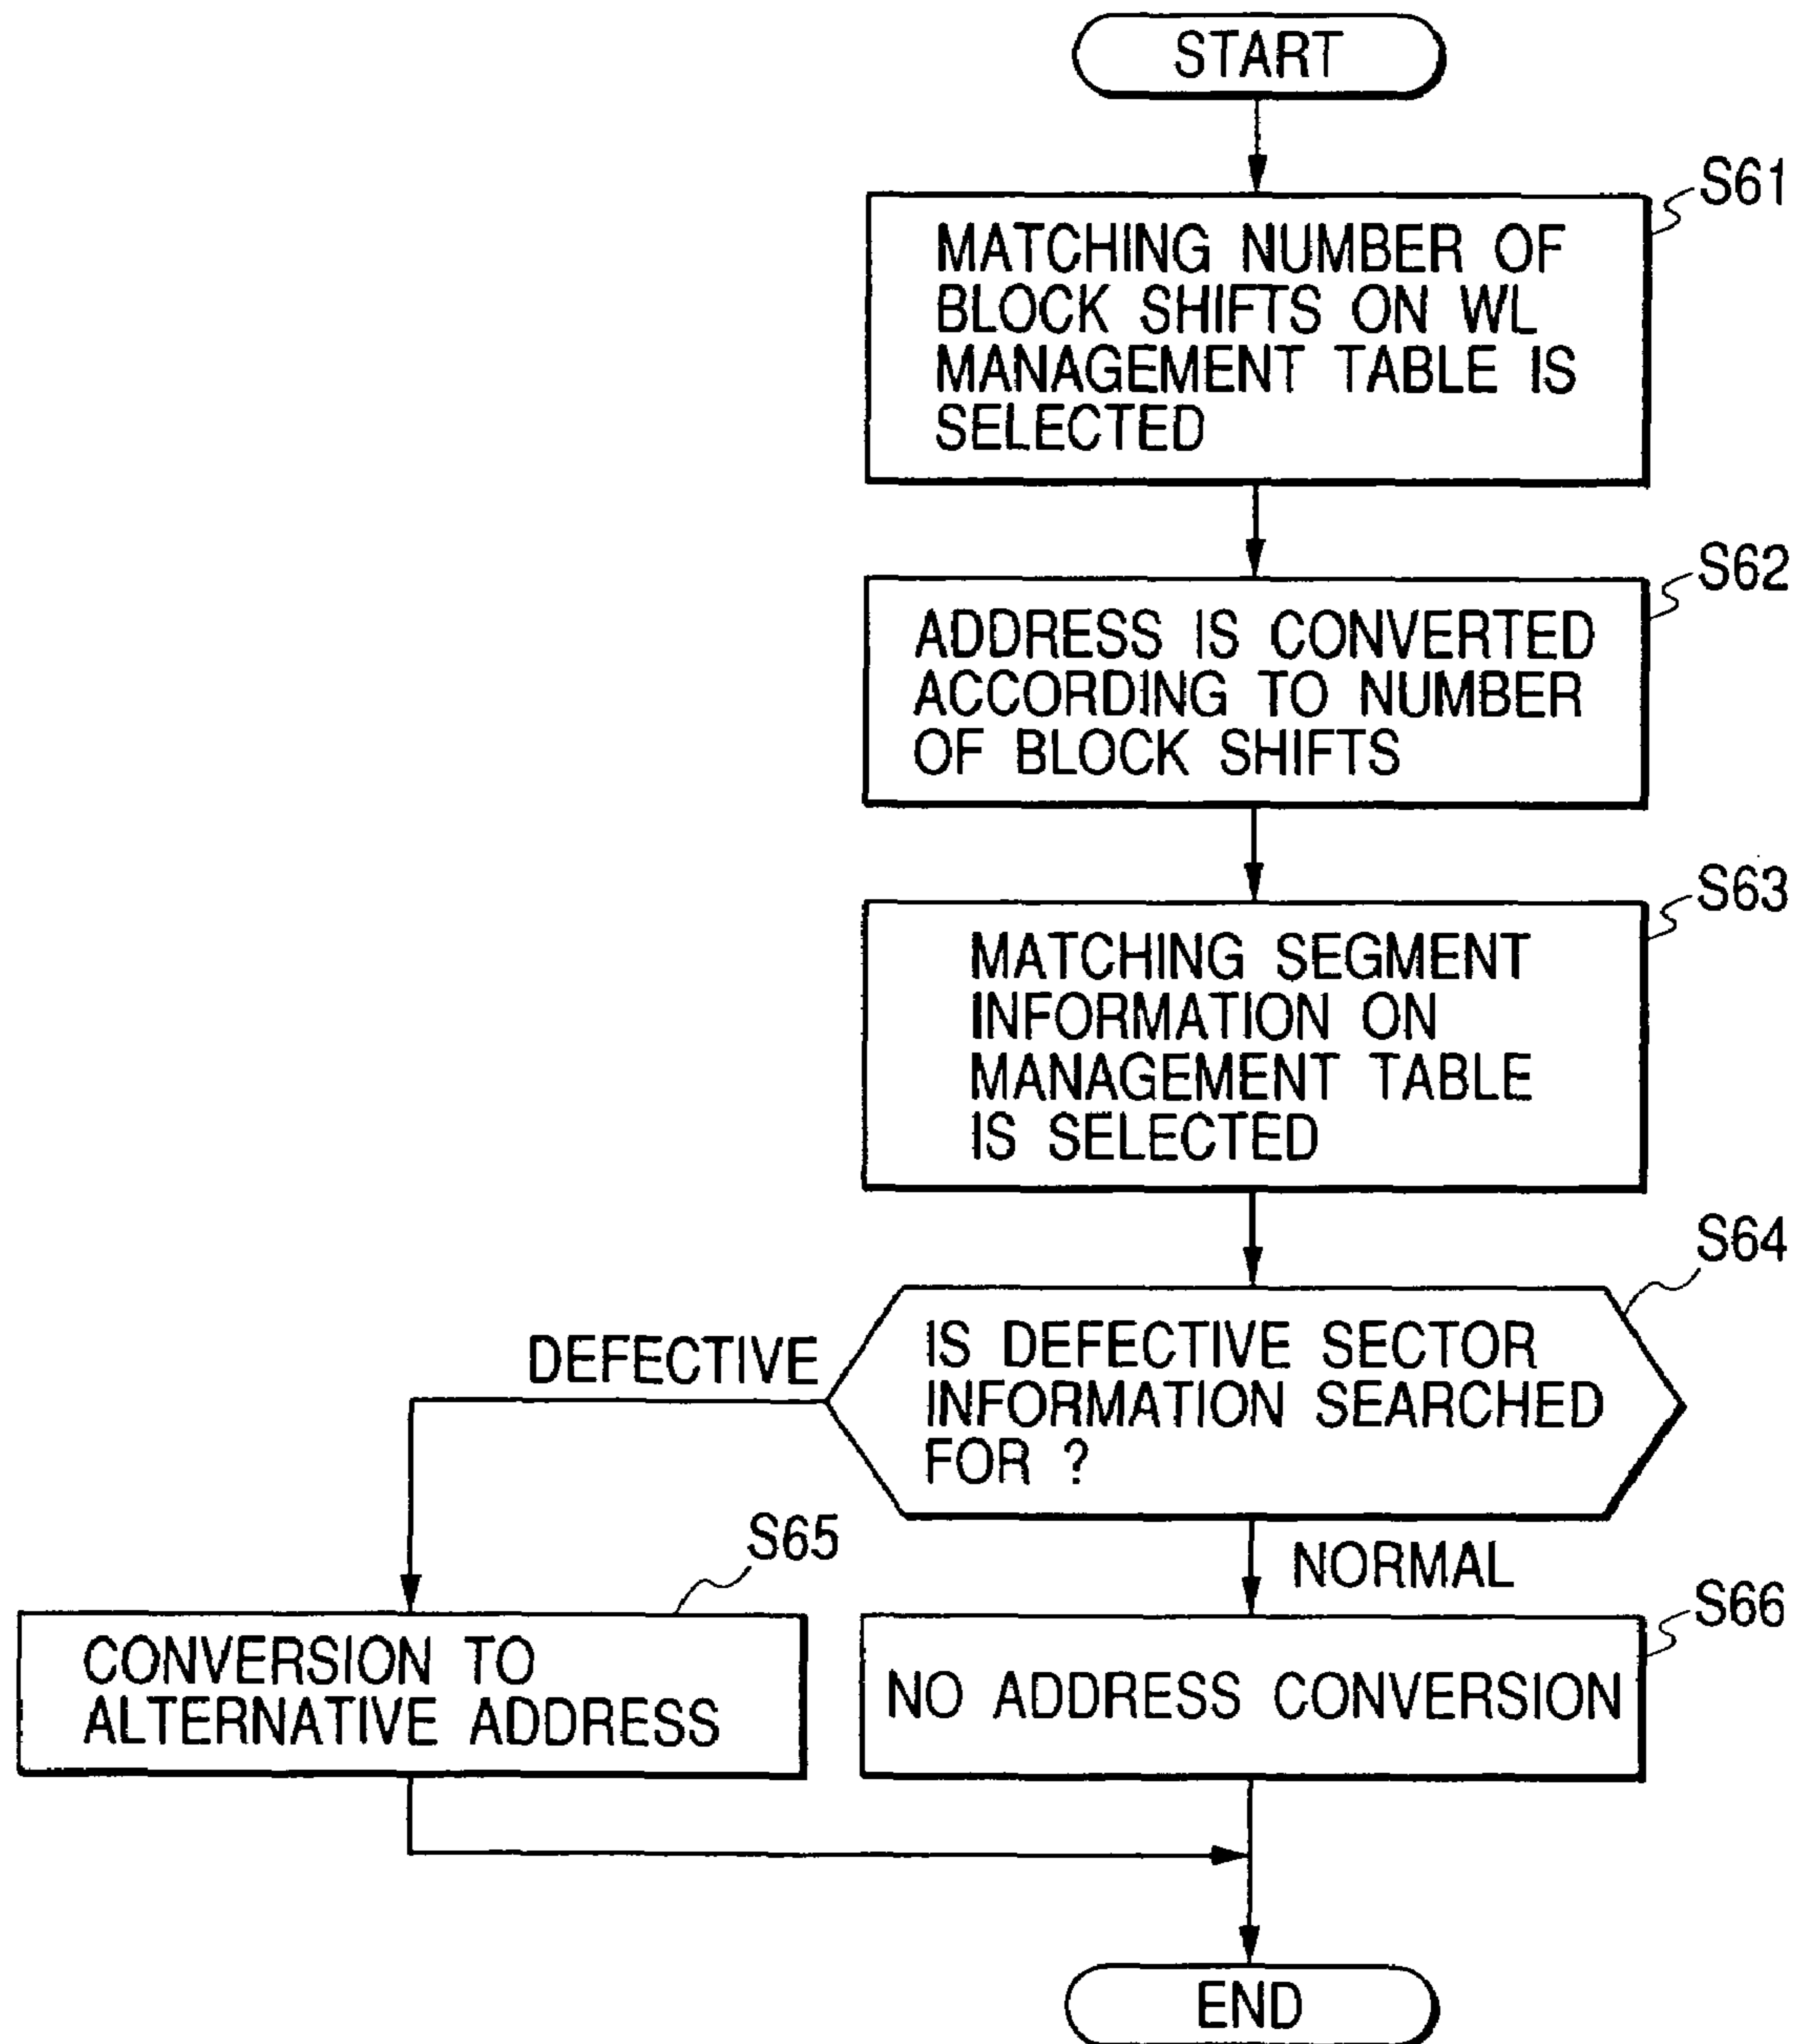 START
S61
MATCHING NUMBER OF
BLOCK SHIFTS ON WL
MANAGEMENT TABLE IS
SELECTED
S62
ADDRESS IS CONVERTED
ACCORDING TO NUMBER
OF BLOCK SHIFTS
S63
MATCHING SEGMENT
INFORMATION ON
MANAGEMENT TABLE
IS SELECTED
S64
IS DEFECTIVE SECTOR
INFORMATION SEARCHED
FOR ?
DEFECTIVE
NORMAL
S65
CONVERSION TO
ALTERNATIVE ADDRESS
S66
NO ADDRESS CONVERSION
END